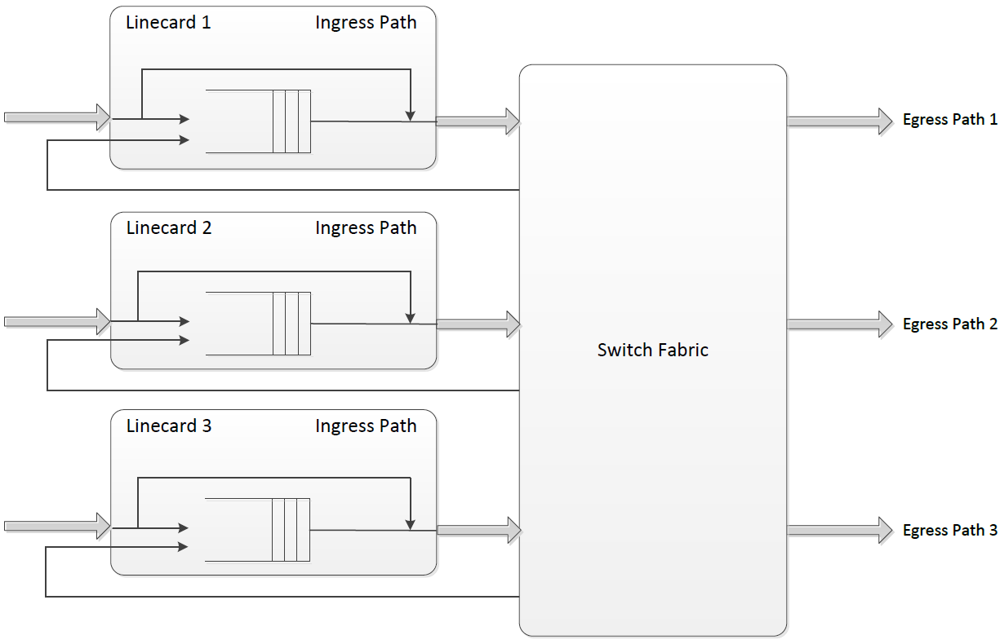 Linecard 1 Ingress Path
Egress Path 1
Linecard 2 Ingress Path
Egress Path 2
Switch Fabric
Linecard 3 Ingress Path
Egress Path 3